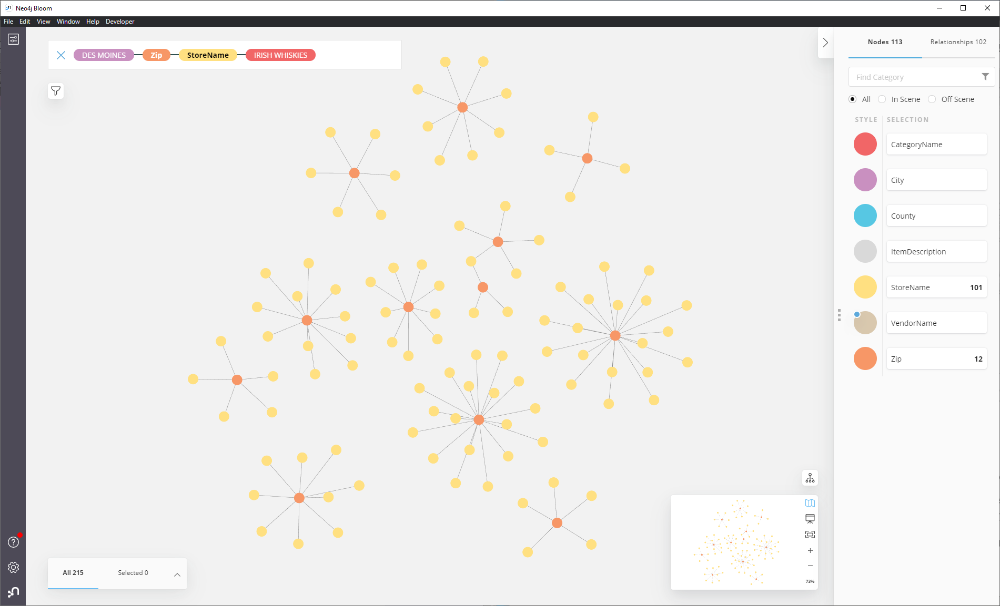 Neo4j Bloom
File Edit View Window Help Developer
DES MOINES Zip StoreName IRISH WHISKIES
Nodes 113 Relationships 102
Find Category
All In Scene Off Scene
STYLE SELECTION
CategoryName
City
County
ItemDescription
StoreName 101
VendorName
Zip 12
All 215 Selected 0
73%